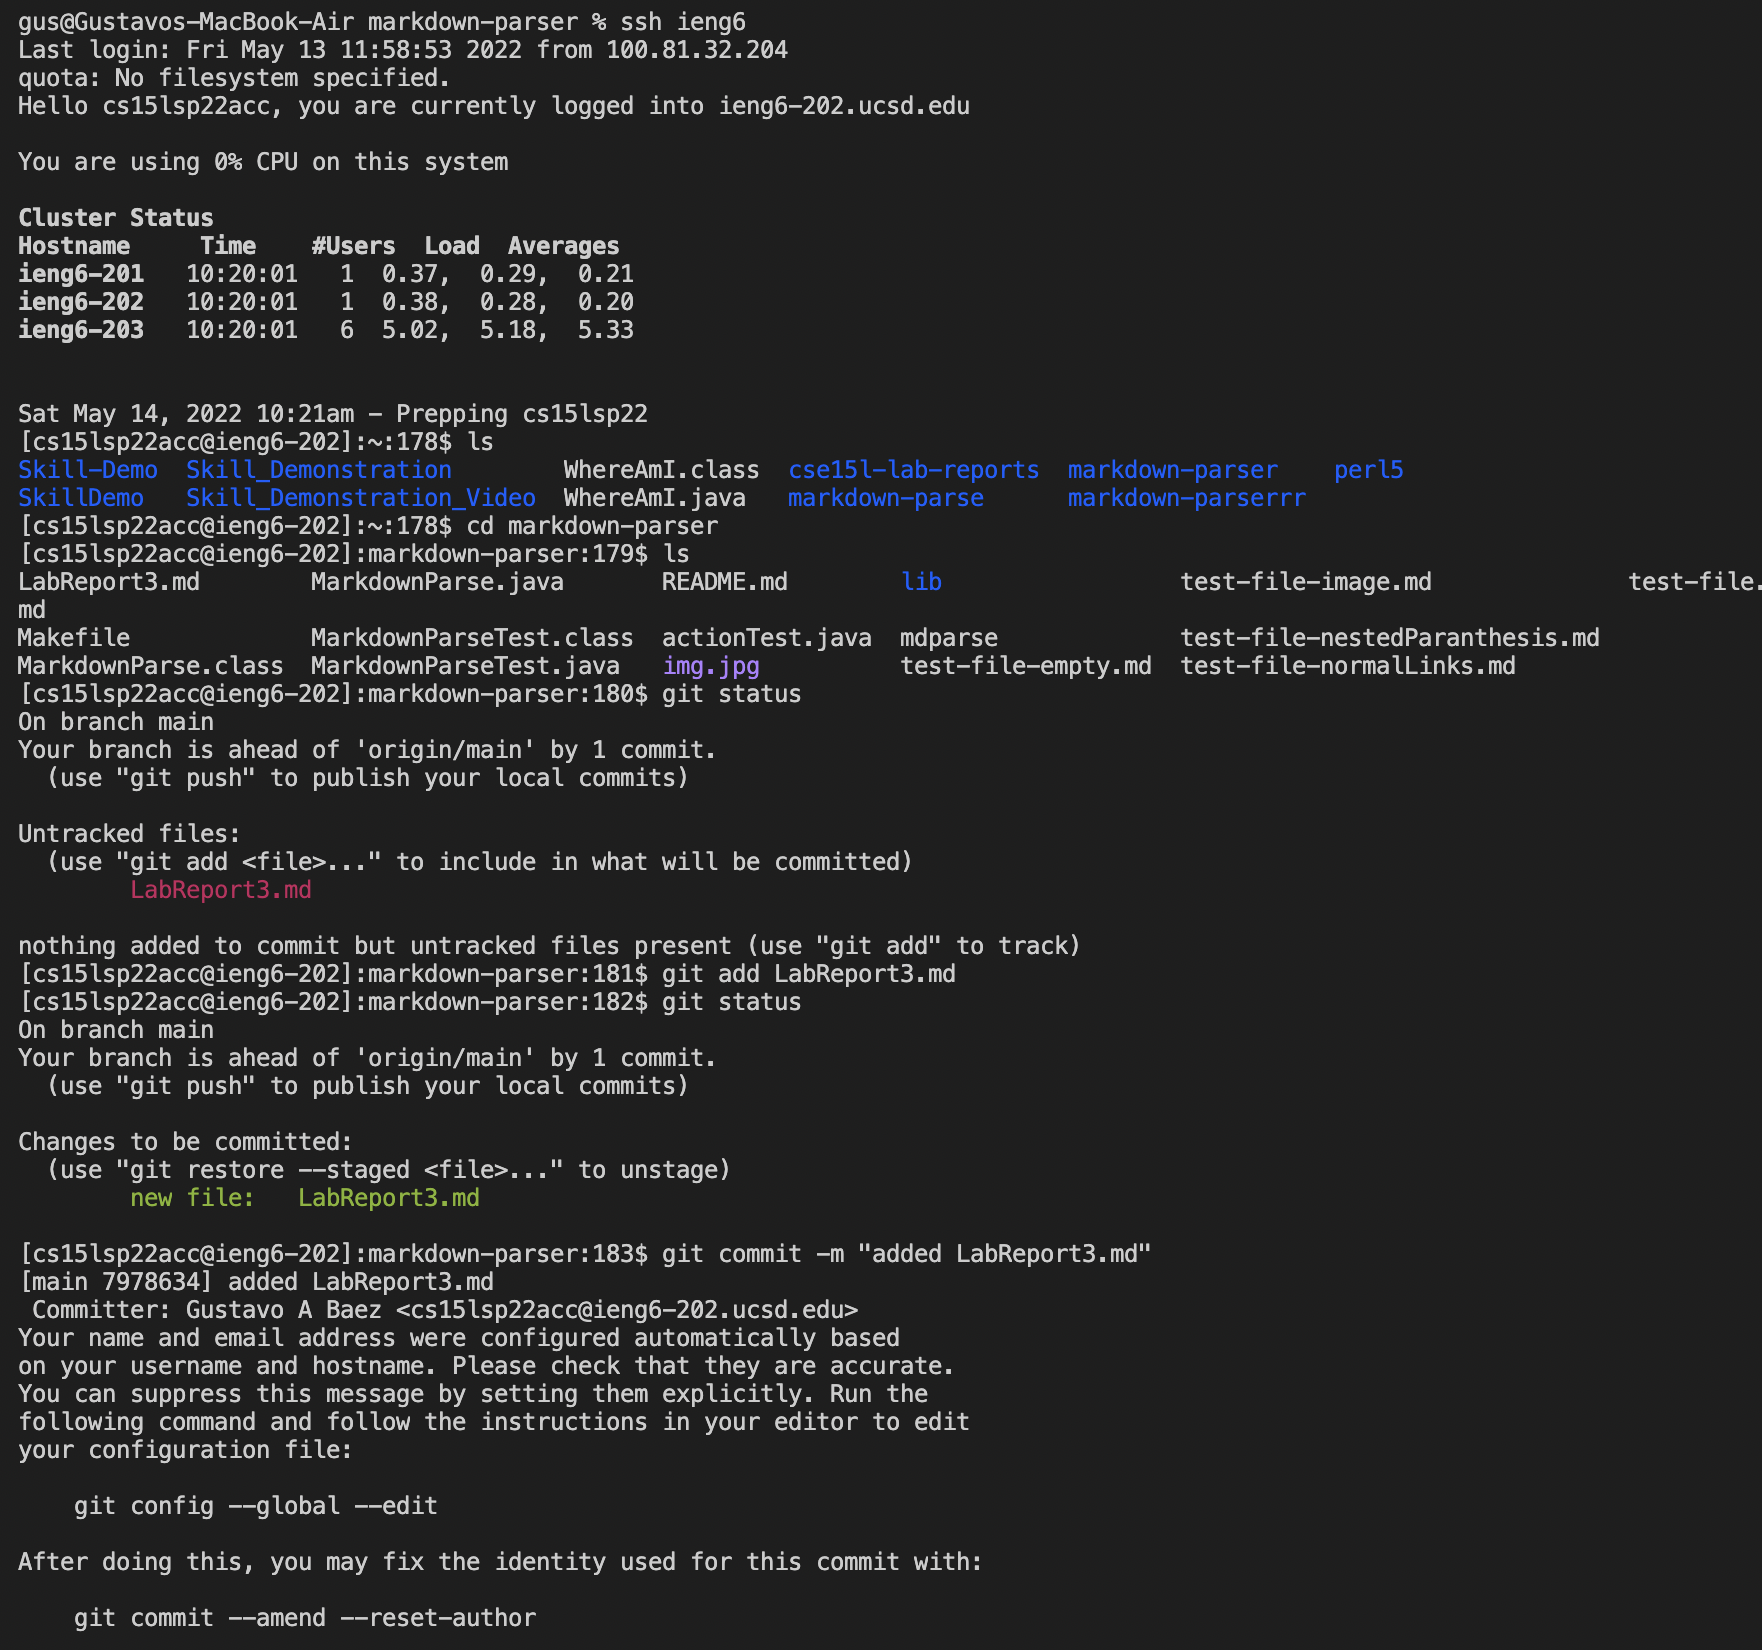 gus@Gustavos-MacBook-Air markdown-parser % ssh ieng6
Last login: Fri May 13 11:58:53 2022 from 100.81.32.204
quota: No filesystem specified.
Hello cs15lsp22acc, you are currently logged into ieng6-202.ucsd.edu
You are using 0% CPU on this system
Cluster Status
Hostname     Time    #Users  Load  Averages
ieng6-201   10:20:01   1  0.37,  0.29,  0.21
ieng6-202   10:20:01   1  0.38,  0.28,  0.20
ieng6-203   10:20:01   6  5.02,  5.18,  5.33
Sat May 14, 2022 10:21am - Prepping cs15lsp22
[cs15lsp22acc@ieng6-202]:~:178$ ls
Skill-Demo  Skill_Demonstration        WhereAmI.class  cse15l-lab-reports  markdown-parser    perl5
SkillDemo   Skill_Demonstration_Video  WhereAmI.java   markdown-parse      markdown-parserrr
[cs15lsp22acc@ieng6-202]:~:178$ cd markdown-parser
[cs15lsp22acc@ieng6-202]:markdown-parser:179$ ls
LabReport3.md        MarkdownParse.java       README.md        lib                 test-file-image.md              test-file.
md
Makefile             MarkdownParseTest.class  actionTest.java  mdparse             test-file-nestedParanthesis.md
MarkdownParse.class  MarkdownParseTest.java   img.jpg          test-file-empty.md  test-file-normalLinks.md
[cs15lsp22acc@ieng6-202]:markdown-parser:180$ git status
On branch main
Your branch is ahead of 'origin/main' by 1 commit.
  (use "git push" to publish your local commits)
Untracked files:
  (use "git add <file>..." to include in what will be committed)
        LabReport3.md
nothing added to commit but untracked files present (use "git add" to track)
[cs15lsp22acc@ieng6-202]:markdown-parser:181$ git add LabReport3.md
[cs15lsp22acc@ieng6-202]:markdown-parser:182$ git status
On branch main
Your branch is ahead of 'origin/main' by 1 commit.
  (use "git push" to publish your local commits)
Changes to be committed:
  (use "git restore --staged <file>..." to unstage)
        new file:   LabReport3.md
[cs15lsp22acc@ieng6-202]:markdown-parser:183$ git commit -m "added LabReport3.md"
[main 7978634] added LabReport3.md
 Committer: Gustavo A Baez <cs15lsp22acc@ieng6-202.ucsd.edu>
Your name and email address were configured automatically based
on your username and hostname. Please check that they are accurate.
You can suppress this message by setting them explicitly. Run the
following command and follow the instructions in your editor to edit
your configuration file:
    git config --global --edit
After doing this, you may fix the identity used for this commit with:
    git commit --amend --reset-author